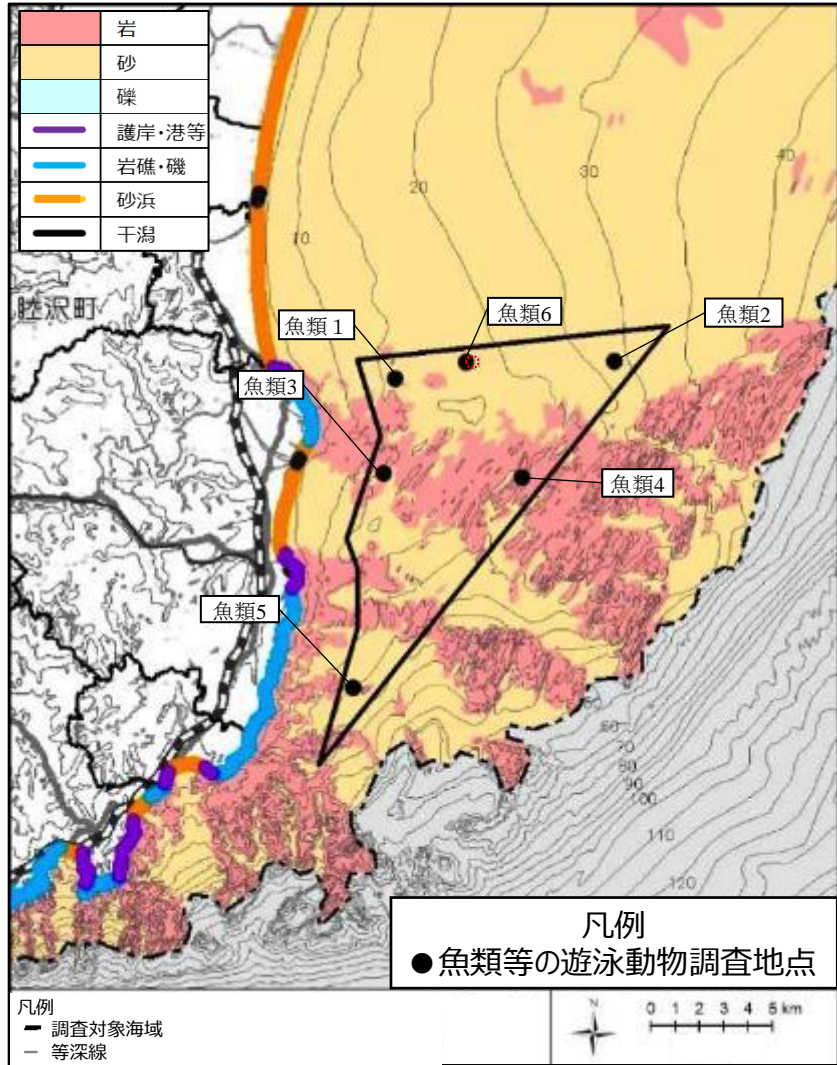 岩
砂
礫
護岸・港等
岩礁・磯
砂浜
干潟
睦沢町
10
20
30
40
魚類1
魚類6
魚類2
魚類3
魚類4
魚類5
60
70
80
90
100
110
120
凡例
●魚類等の遊泳動物調査地点
凡例
調査対象海域
等深線
N
0 1 2 3 4 5 km